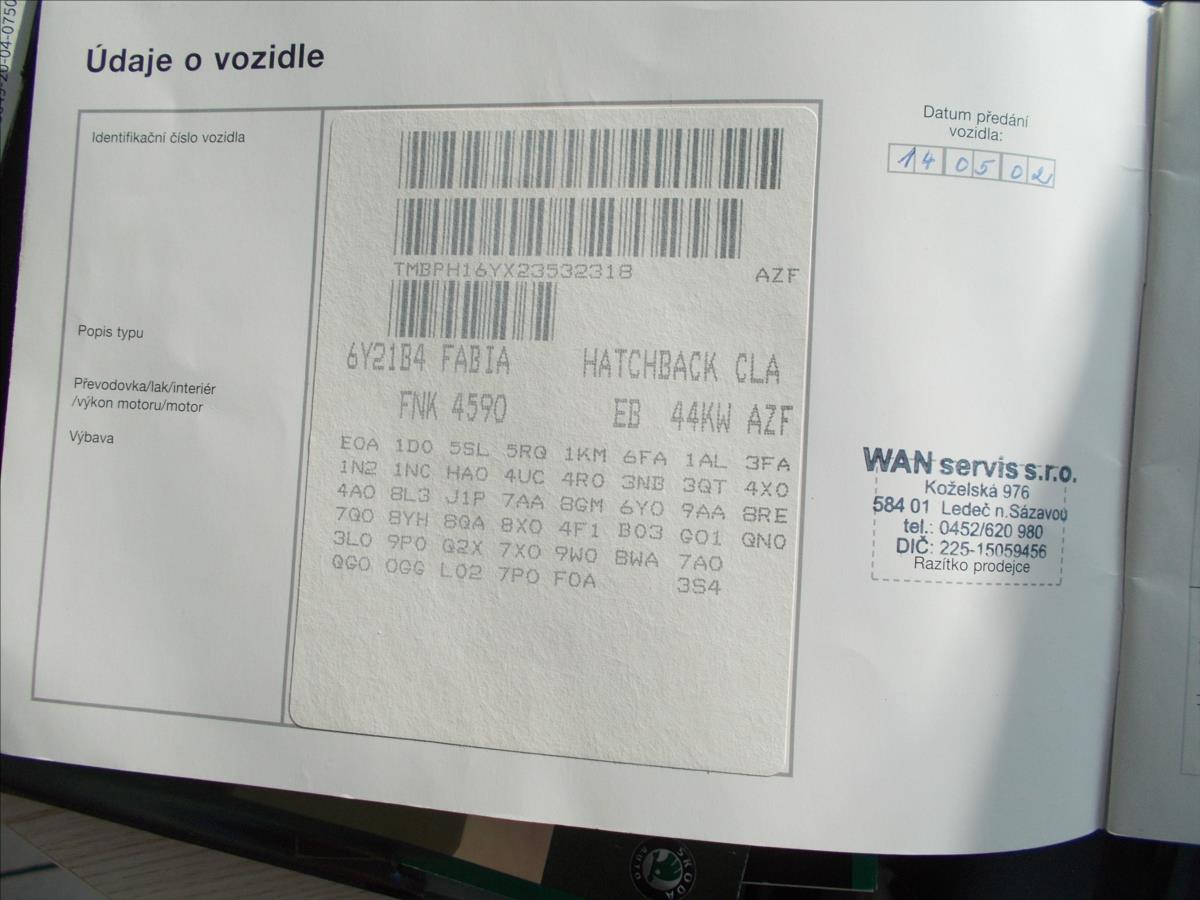 Údaje o vozidle
Identifikační číslo vozidla
TMBPH16YX23532318 AZF
Popis typu
6Y21B4 FABIA HATCHBACK CLA
Převodovka/lak/interiér
/výkon motoru/motor
FNK 4590 EB 44KW AZF
Výbava
E0A 1D0 5SL 5RQ 1KM 6FA 1AL 3FA
1N2 1NC HA0 4UC 4R0 3NB 3QT 4X0
4A0 8L3 J1P 7AA 8GM 6Y0 9AA 8RE
7Q0 8YH 8QA 8X0 4F1 B03 G01 QN0
3L0 9P0 G2X 7X0 9W0 8WA 7A0
QG0 0GG L02 7P0 F0A 3S4
Datum předání
vozidla:
14 05 02
WAN servis s.r.o.
Koželská 976
584 01 Ledeč n.Sázavou
tel.: 0452/620 980
DIČ: 225-15059456
Razítko prodejce
ŠKODA
AUTO